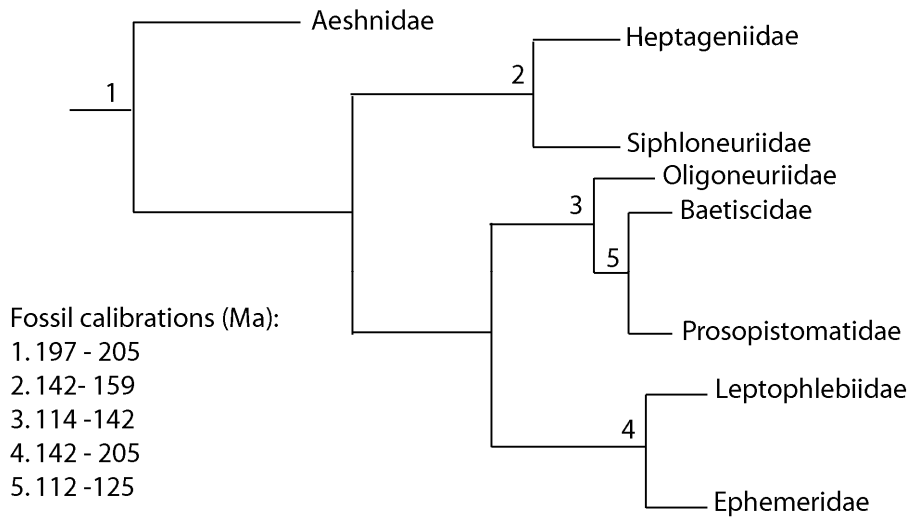 Aeshnidae
Heptageniidae
1
2
Siphloneuriidae
Oligoneuriidae
3
Baetiscidae
5
Prosopistomatidae
Leptophlebiidae
4
Ephemeridae
Fossil calibrations (Ma):
1. 197 - 205
2. 142- 159
3. 114 -142
4. 142 - 205
5. 112 -125